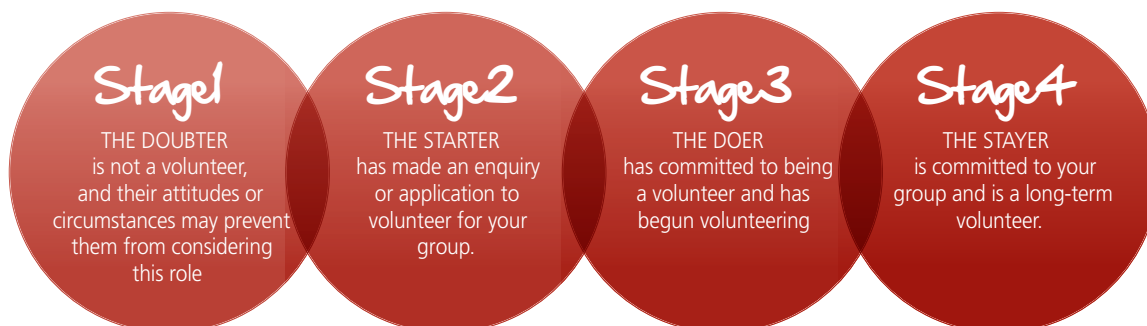 Stage1
THE DOUBTER
is not a volunteer,
and their attitudes or
circumstances may prevent
them from considering
this role
Stage2
THE STARTER
has made an enquiry
or application to
volunteer for your
group.
Stage3
THE DOER
has committed to being
a volunteer and has
begun volunteering
Stage4
THE STAYER
is committed to your
group and is a long-term
volunteer.